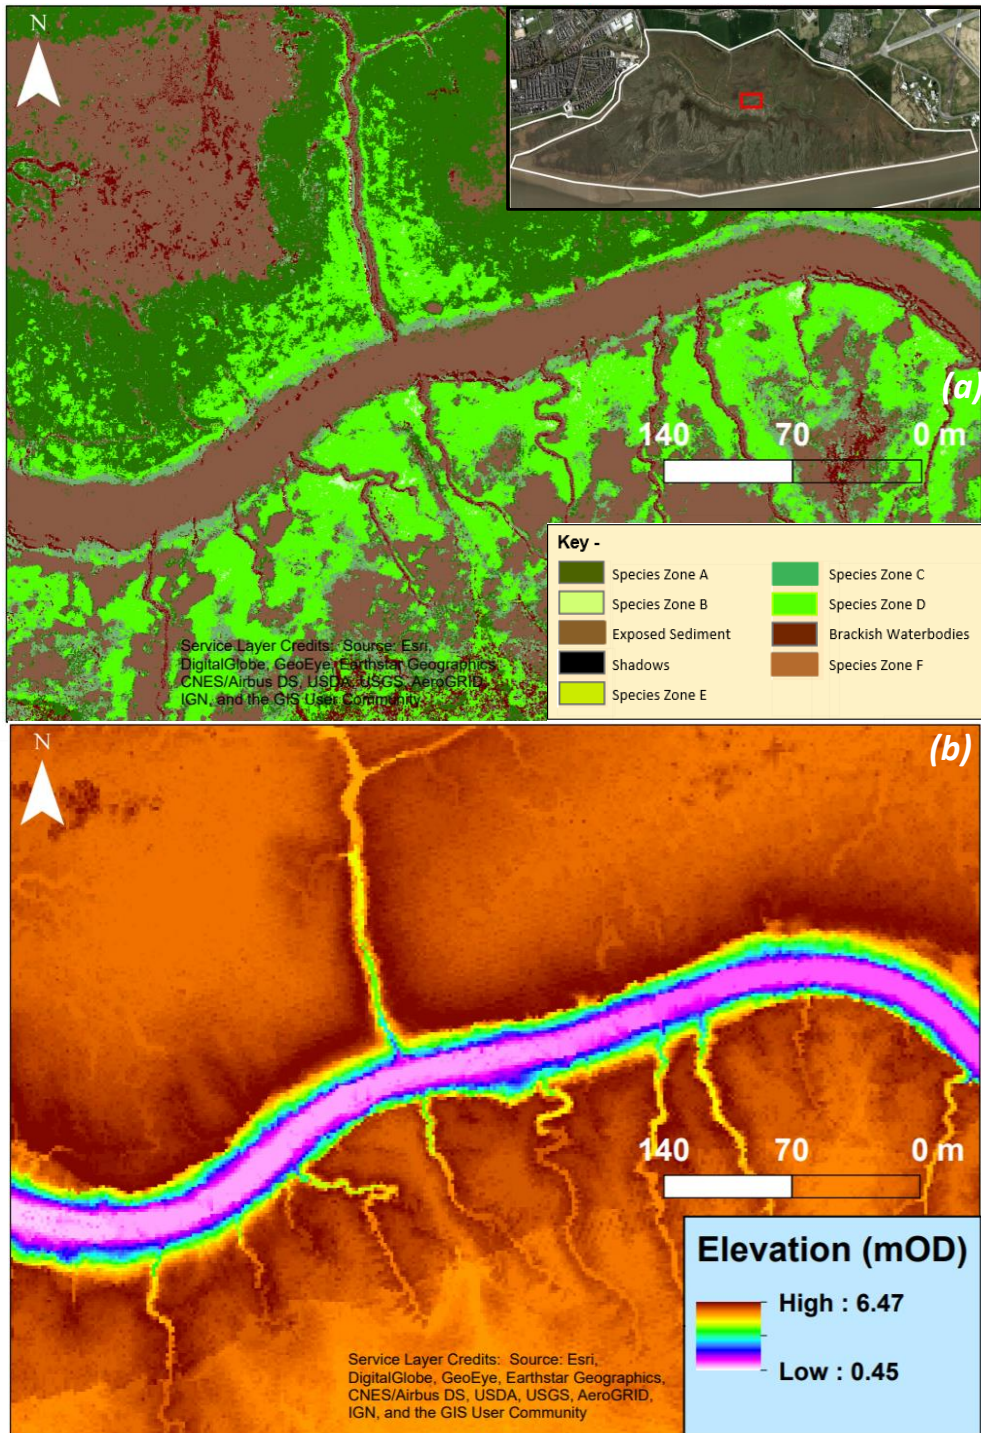 N
(a)
140 70 0 m
Key -
Species Zone A
Species Zone B
Exposed Sediment
Shadows
Species Zone E
Species Zone C
Species Zone D
Brackish Waterbodies
Species Zone F
Service Layer Credits: Source: Esri,
DigitalGlobe, GeoEye, Earthstar Geographics,
CNES/Airbus DS, USDA, USGS, AeroGRID,
IGN, and the GIS User Community
N
(b)
140 70 0 m
Elevation (mOD)
High : 6.47
Low : 0.45
Service Layer Credits: Source: Esri,
DigitalGlobe, GeoEye, Earthstar Geographics,
CNES/Airbus DS, USDA, USGS, AeroGRID,
IGN, and the GIS User Community